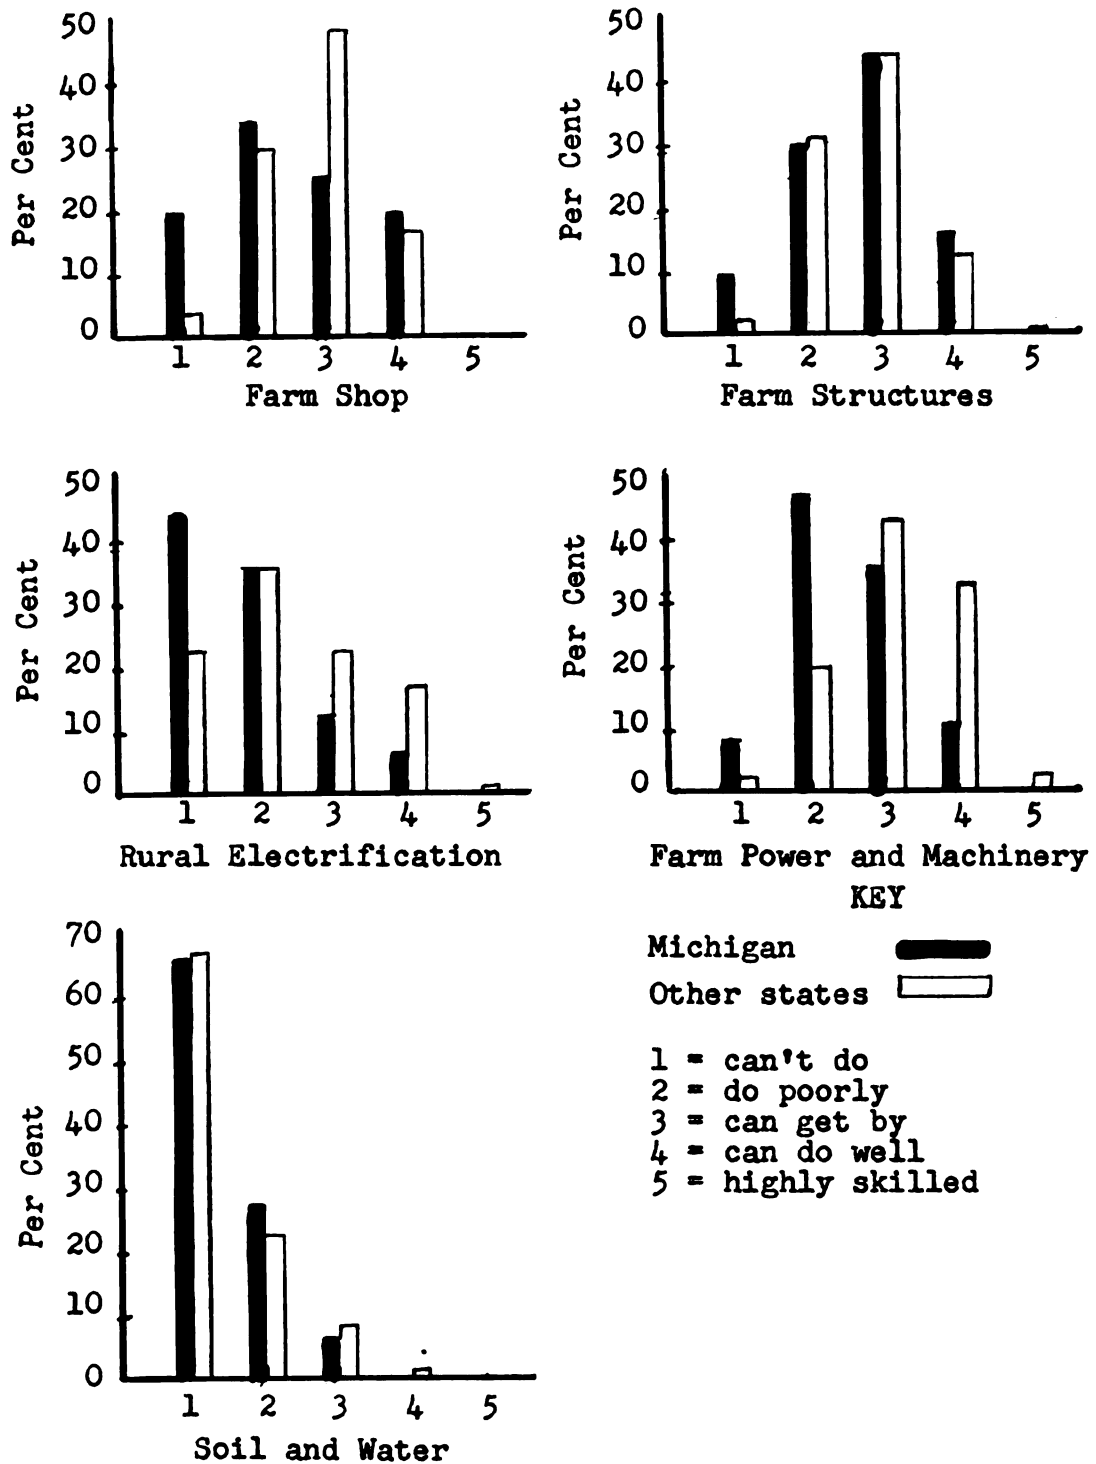 50
40
30
20
10
0
Per Cent
1 2 3 4 5
Farm Shop
50
40
30
20
10
0
Per Cent
1 2 3 4 5
Farm Structures
50
40
30
20
10
0
Per Cent
1 2 3 4 5
Rural Electrification
50
40
30
20
10
0
Per Cent
1 2 3 4 5
Farm Power and Machinery
70
60
50
40
30
20
10
0
Per Cent
1 2 3 4 5
Soil and Water
KEY
Michigan
Other states
1 = can't do
2 = do poorly
3 = can get by
4 = can do well
5 = highly skilled